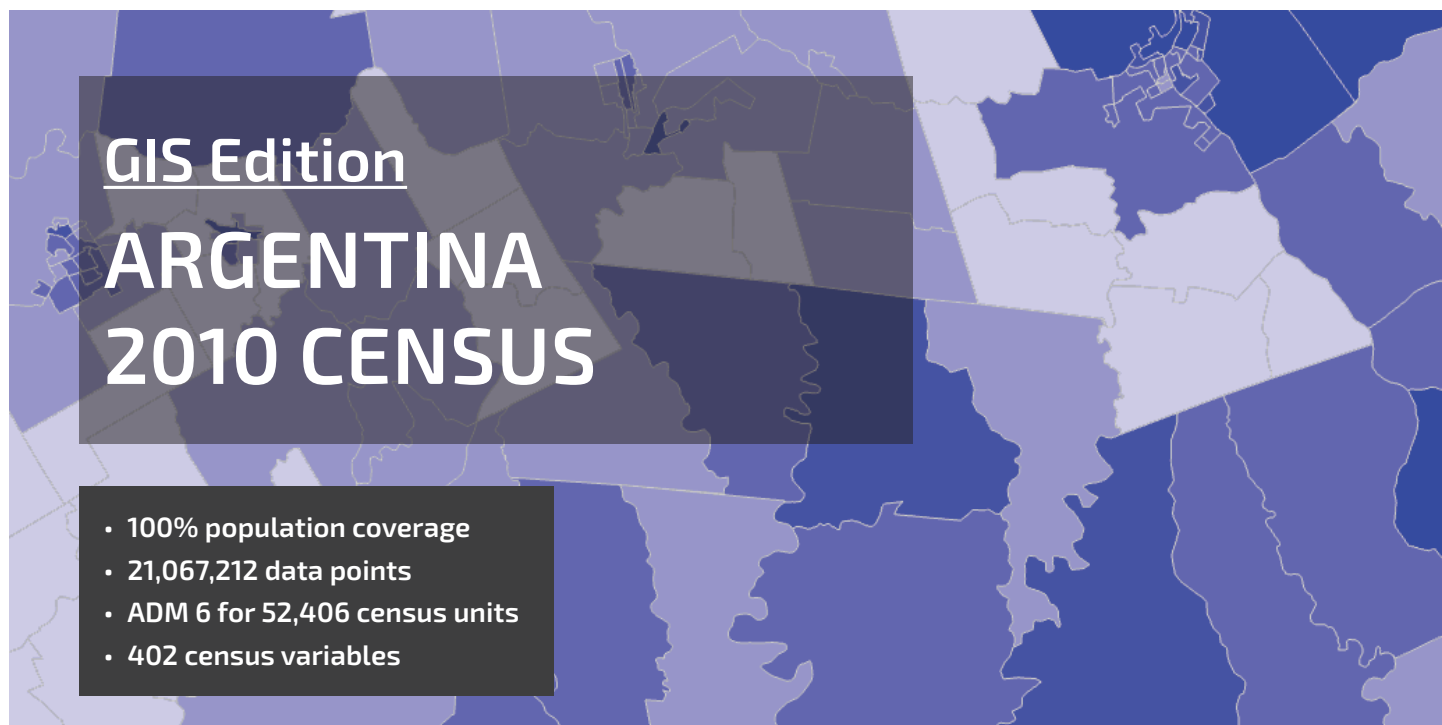 GIS Edition
ARGENTINA
2010 CENSUS
• 100% population coverage
• 21,067,212 data points
• ADM 6 for 52,406 census units
• 402 census variables